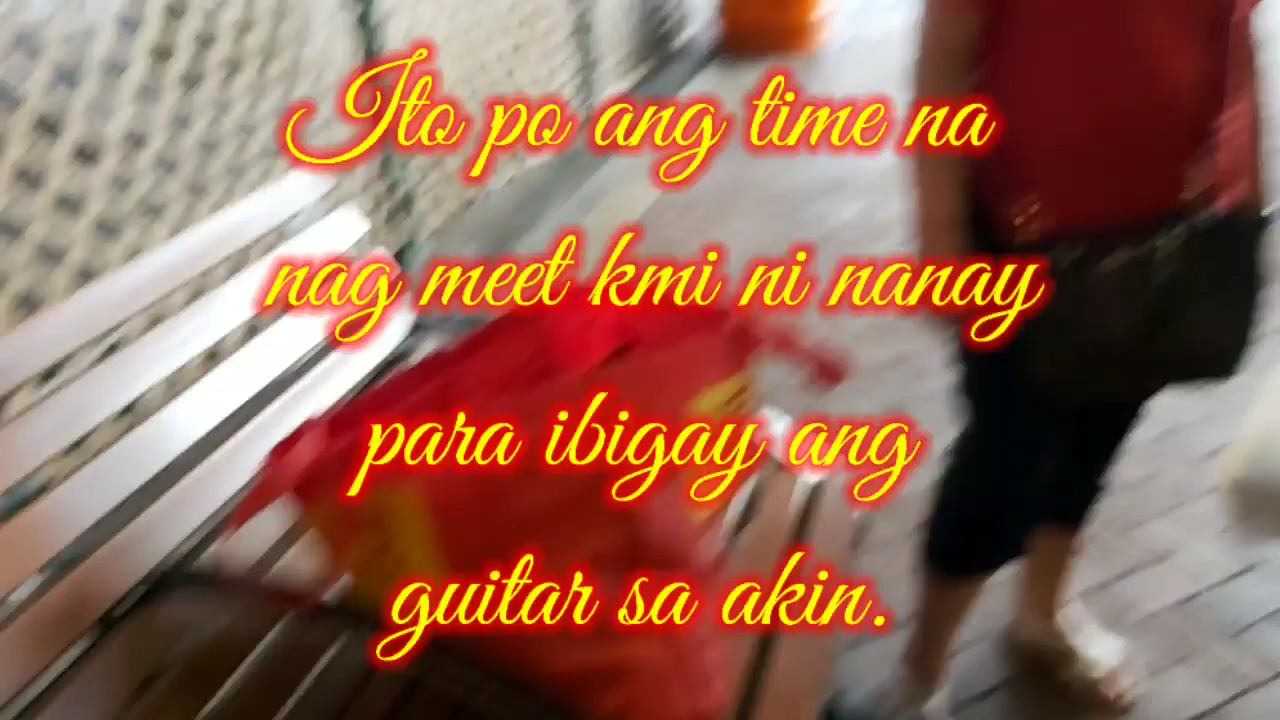 Ito po ang time na
nag meet kmi ni nanay
para ibigay ang
guitar sa akin.